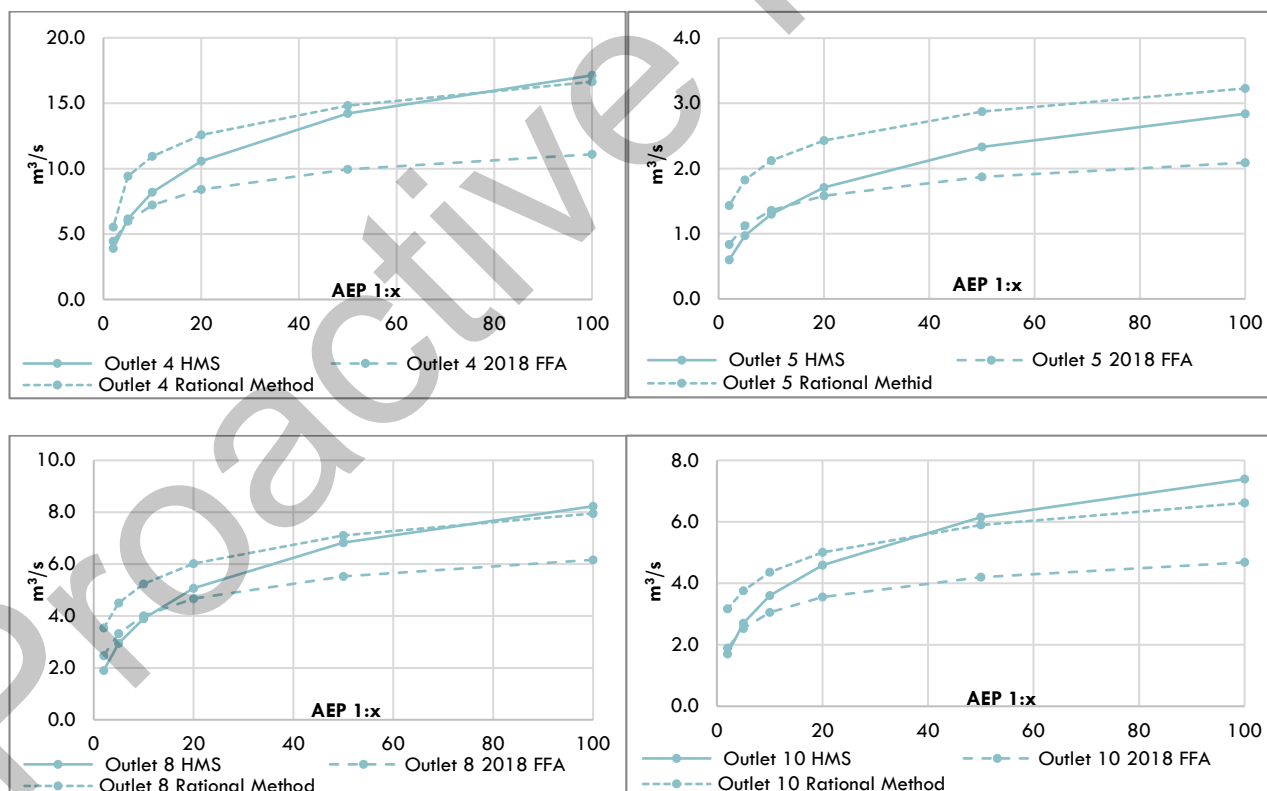 20.0
15.0
10.0
5.0
0.0
m³/s
AEP 1:x
0 20 40 60 80 100
Outlet 4 HMS
Outlet 4 2018 FFA
Outlet 4 Rational Method
4.0
3.0
2.0
1.0
0.0
m³/s
AEP 1:x
0 20 40 60 80 100
Outlet 5 HMS
Outlet 5 2018 FFA
Outlet 5 Rational Methid
10.0
8.0
6.0
4.0
2.0
0.0
m³/s
AEP 1:x
0 20 40 60 80 100
Outlet 8 HMS
Outlet 8 2018 FFA
Outlet 8 Rational Method
8.0
6.0
4.0
2.0
0.0
m³/s
AEP 1:x
0 20 40 60 80 100
Outlet 10 HMS
Outlet 10 2018 FFA
Outlet 10 Rational Method
Proactive